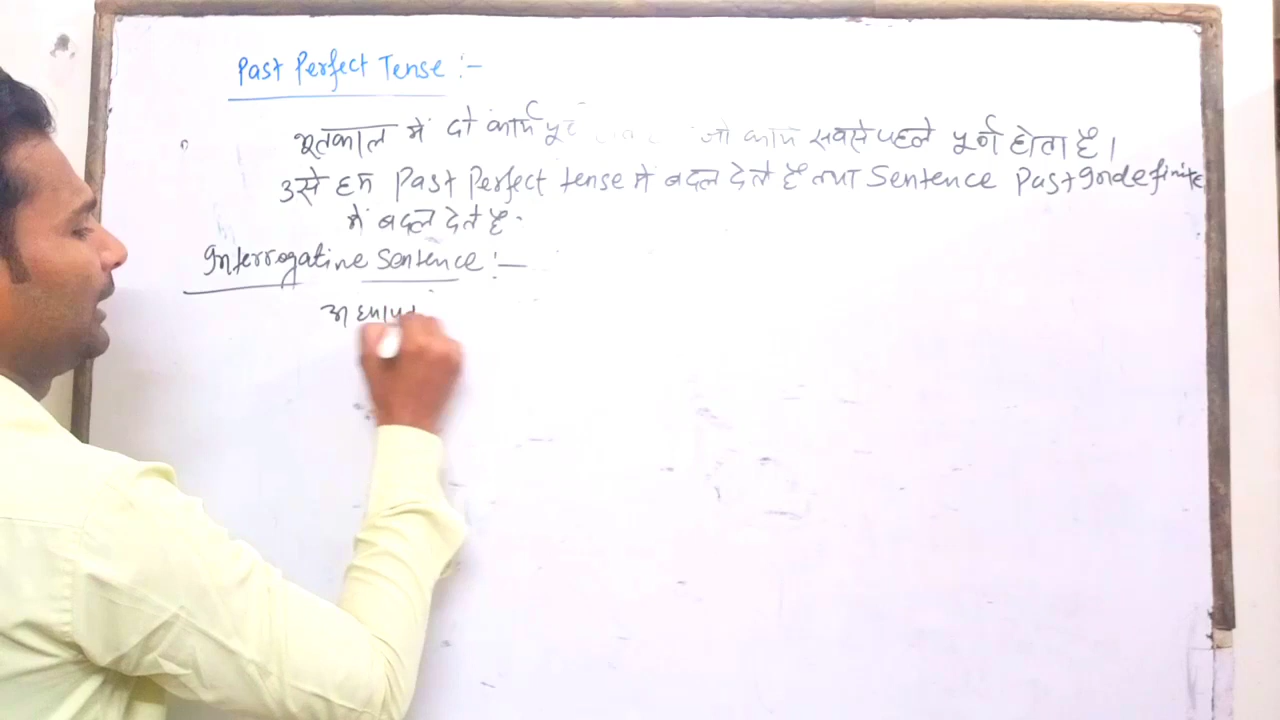 Past Perfect Tense :-
भूतकाल में दो कार्य जो कार्य सबसे पहले पूर्ण होता है।
उसे हम Past Perfect tense में बदल देते हैं तथा Sentence Past Indefinite
में बदल देते है.
Interrogative Sentence :-